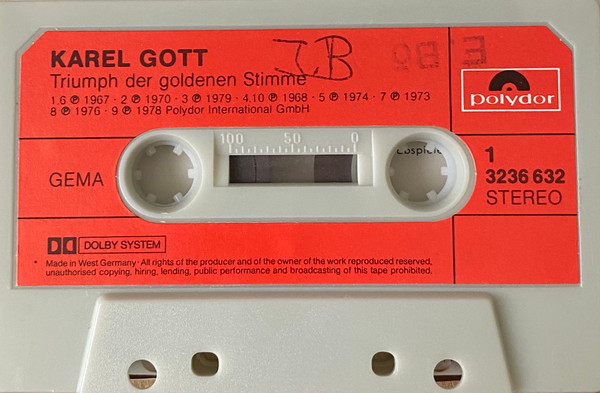 KAREL GOTT
Triumph der goldenen Stimme
1.6 ℗ 1967 · 2 ℗ 1970 · 3 ℗ 1979 · 4.10 ℗ 1968 · 5 ℗ 1974 · 7 ℗ 1973
8 ℗ 1976 · 9 ℗ 1978 Polydor International GmbH
polydor
100 50 0
GEMA
1
3236 632
STEREO
DOLBY SYSTEM
* Made in West Germany · All rights of the producer and of the owner of the work reproduced reserved,
unauthorised copying, hiring, lending, public performance and broadcasting of this tape prohibited.